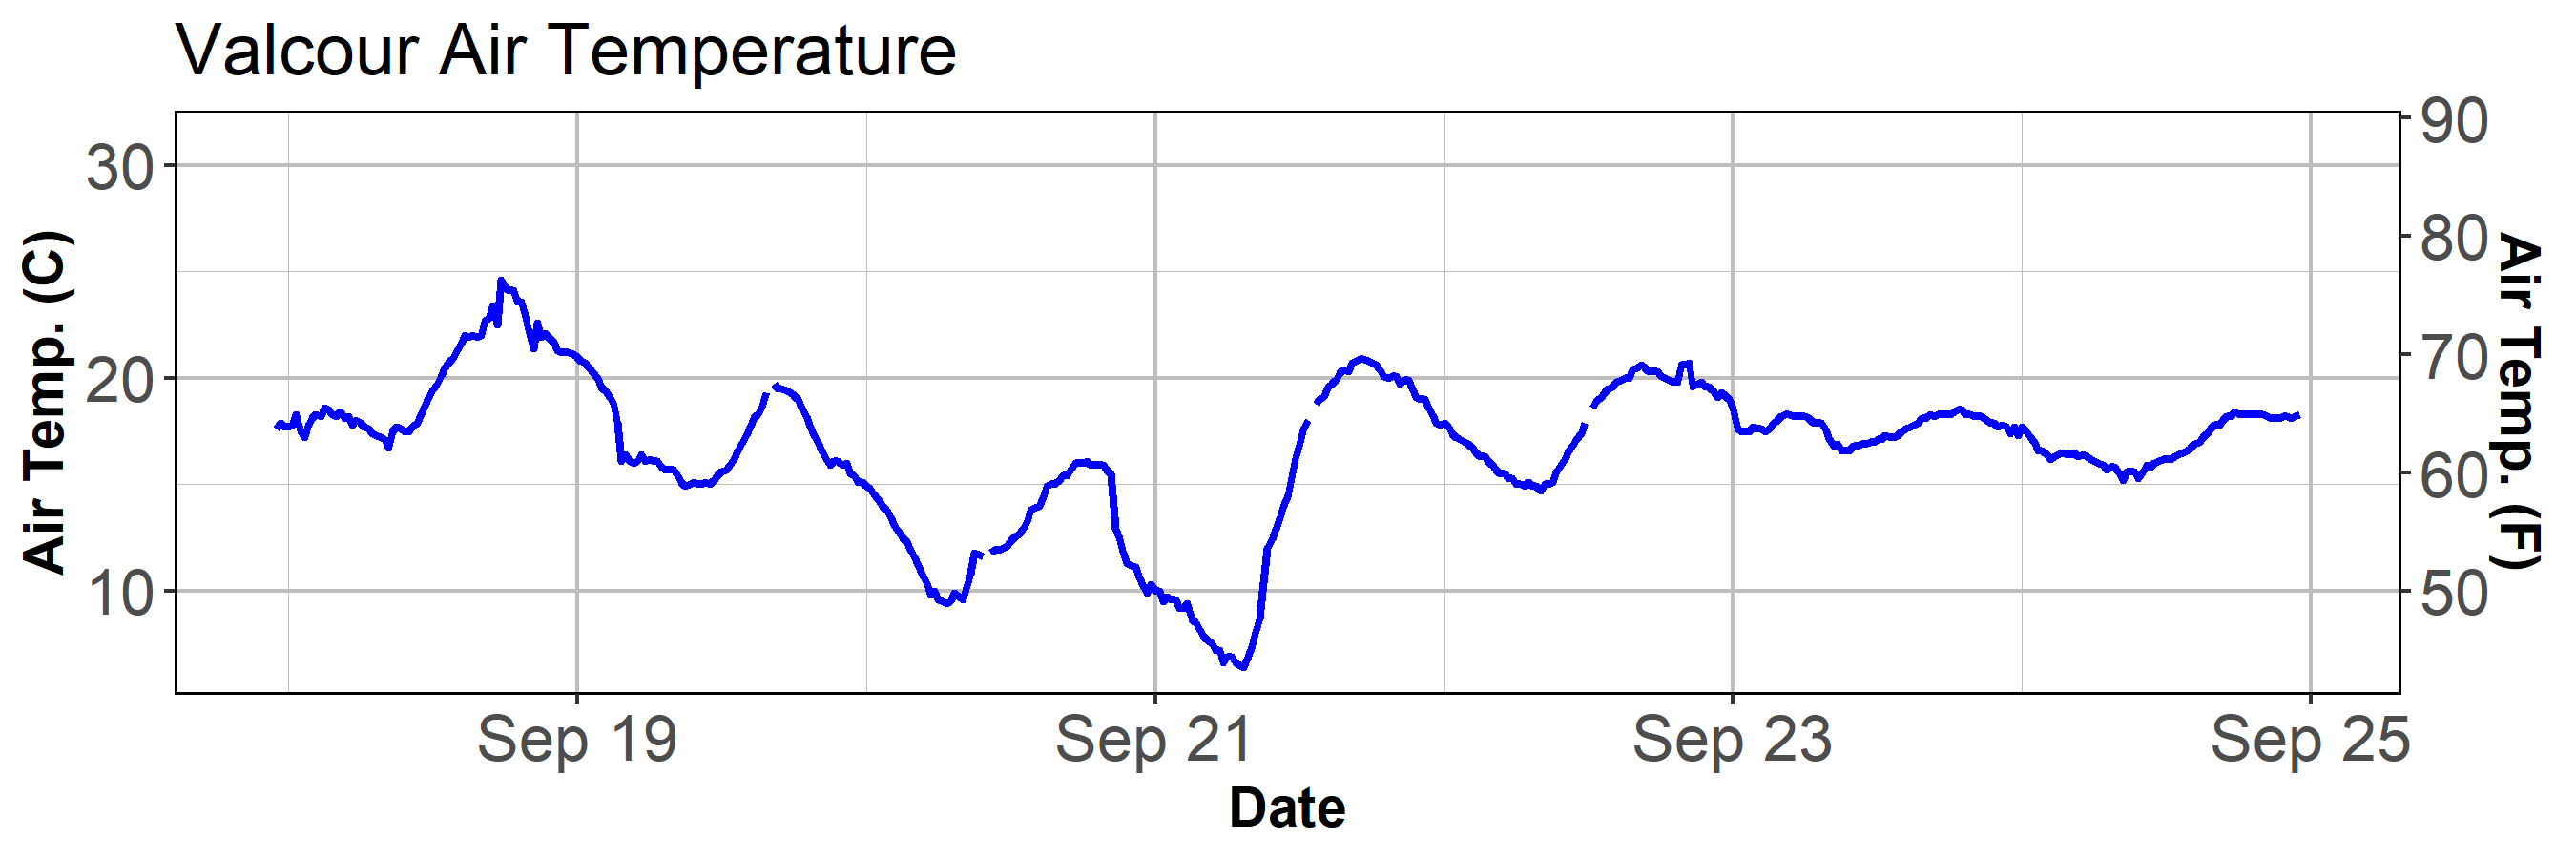 Valcour Air Temperature
Air Temp. (C)
30
20
10
90
80
70
60
50
Air Temp. (F)
Sep 19
Sep 21
Sep 23
Sep 25
Date